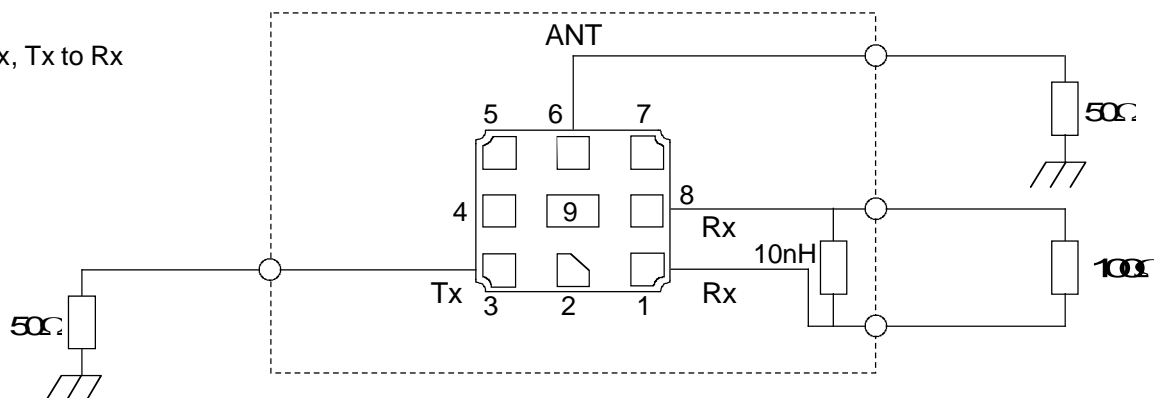 ANT
x, Tx to Rx
5 6 7
50Ω
4 9 8
Rx
10nH
100Ω
Tx Rx
3 2 1
50Ω